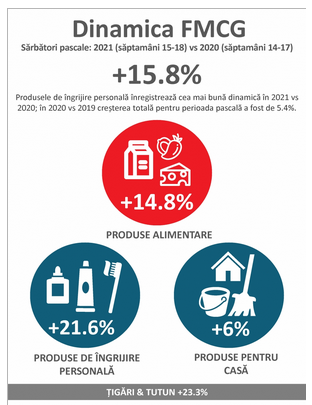 Dinamica FMCG
Sărbători pascale: 2021 (săptamâni 15-18) vs 2020 (săptamâni 14-17)
+15.8%
Produsele de îngrijire personală înregistrează cea mai bună dinamică în 2021 vs
2020; în 2020 vs 2019 creșterea totală pentru perioada pascală a fost de 5.4%.
+14.8%
PRODUSE ALIMENTARE
+21.6%
PRODUSE DE ÎNGRIJIRE
PERSONALĂ
+6%
PRODUSE PENTRU
CASĂ
ȚIGĂRI & TUTUN +23.3%